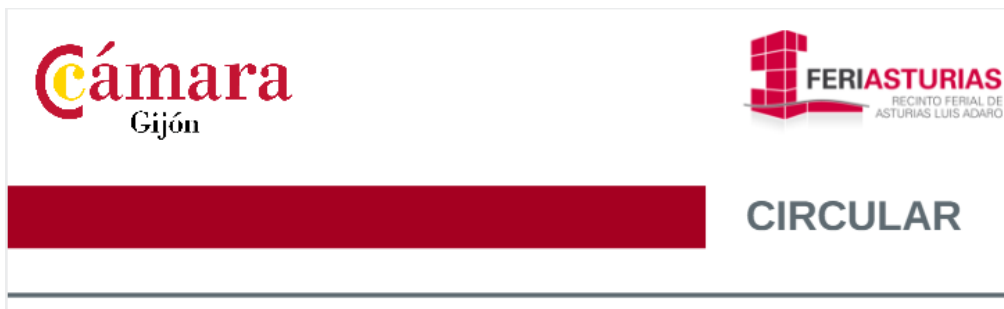 Cámara
Gijón
FERIASTURIAS
RECINTO FERIAL DE
ASTURIAS LUIS ADARO
CIRCULAR